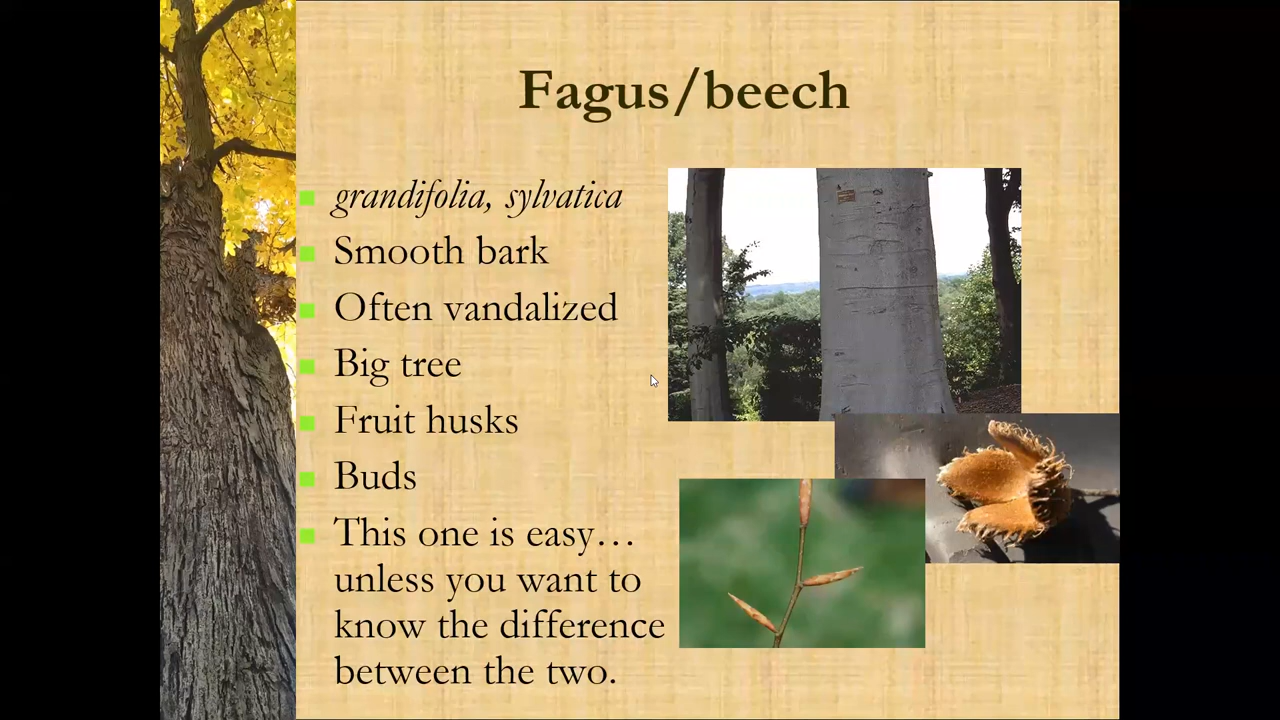 Fagus/beech
grandifolia, sylvatica
Smooth bark
Often vandalized
Big tree
Fruit husks
Buds
This one is easy…
unless you want to
know the difference
between the two.